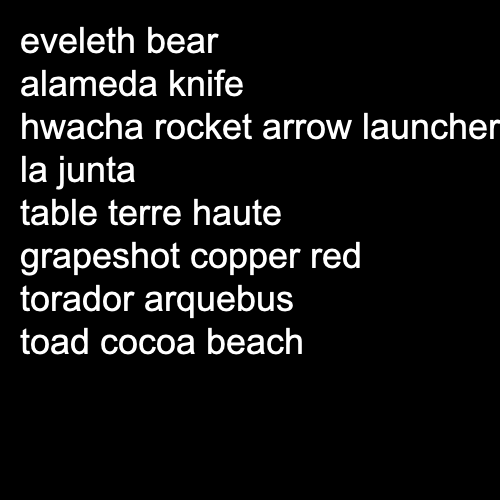 eveleth bear
alameda knife
hwacha rocket arrow launcher
la junta
table terre haute
grapeshot copper red
torador arquebus
toad cocoa beach